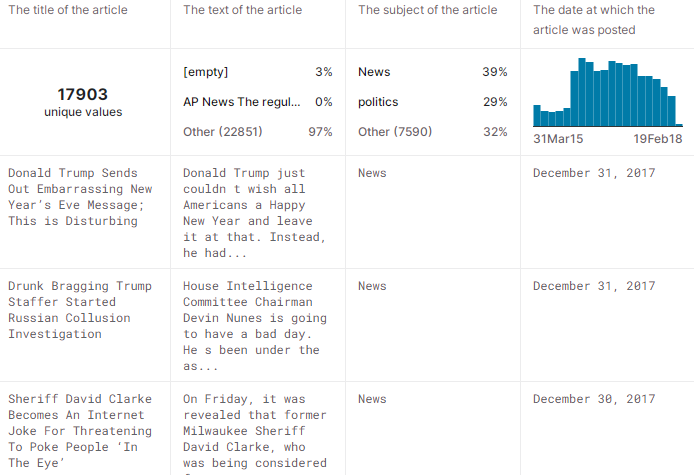 The title of the article
The text of the article
The subject of the article
The date at which the
article was posted
17903
unique values
[empty] 3%
AP News The regul... 0%
Other (22851) 97%
News 39%
politics 29%
Other (7590) 32%
31Mar15 19Feb18
Donald Trump Sends
Out Embarrassing New
Year’s Eve Message;
This is Disturbing
Donald Trump just
couldn t wish all
Americans a Happy
New Year and leave
it at that. Instead,
he had...
News
December 31, 2017
Drunk Bragging Trump
Staffer Started
Russian Collusion
Investigation
House Intelligence
Committee Chairman
Devin Nunes is going
to have a bad day.
He s been under the
as...
News
December 31, 2017
Sheriff David Clarke
Becomes An Internet
Joke For Threatening
To Poke People ‘In
The Eye’
On Friday, it was
revealed that former
Milwaukee Sheriff
David Clarke, who
was being considered
News
December 30, 2017